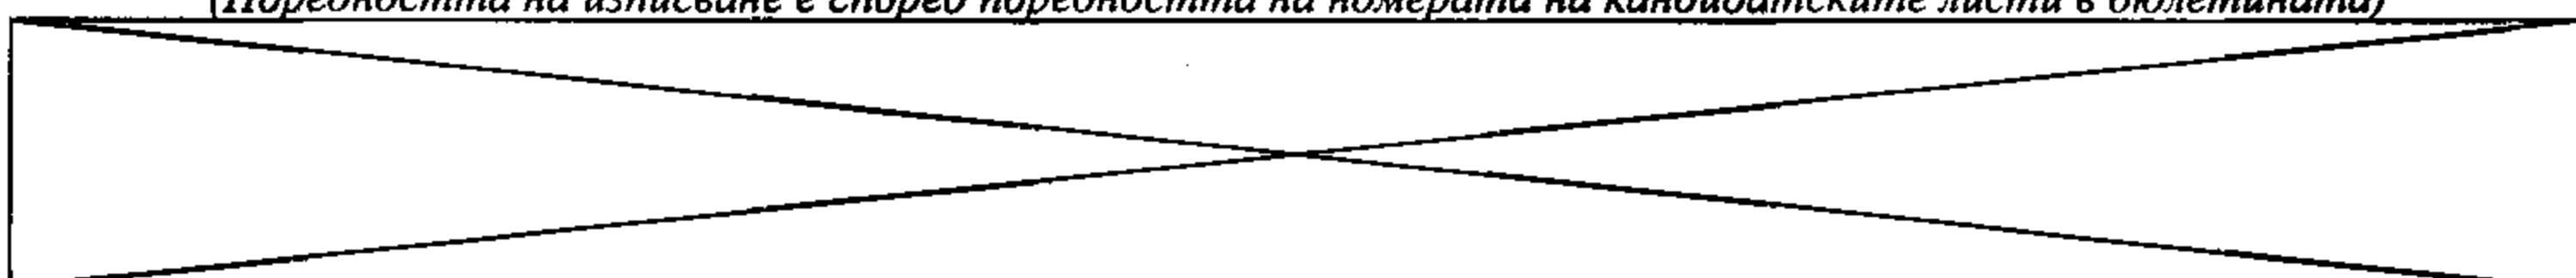 (Поредността на изписване е според поредността на номерата на кандидатските листи в бюлетината)